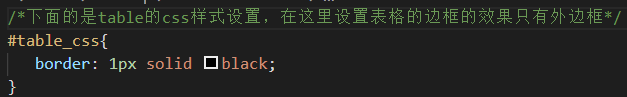 /*下面的是table的css样式设置，在这里设置表格的边框的效果只有外边框*/
#table_css{
border: 1px solid black;
}